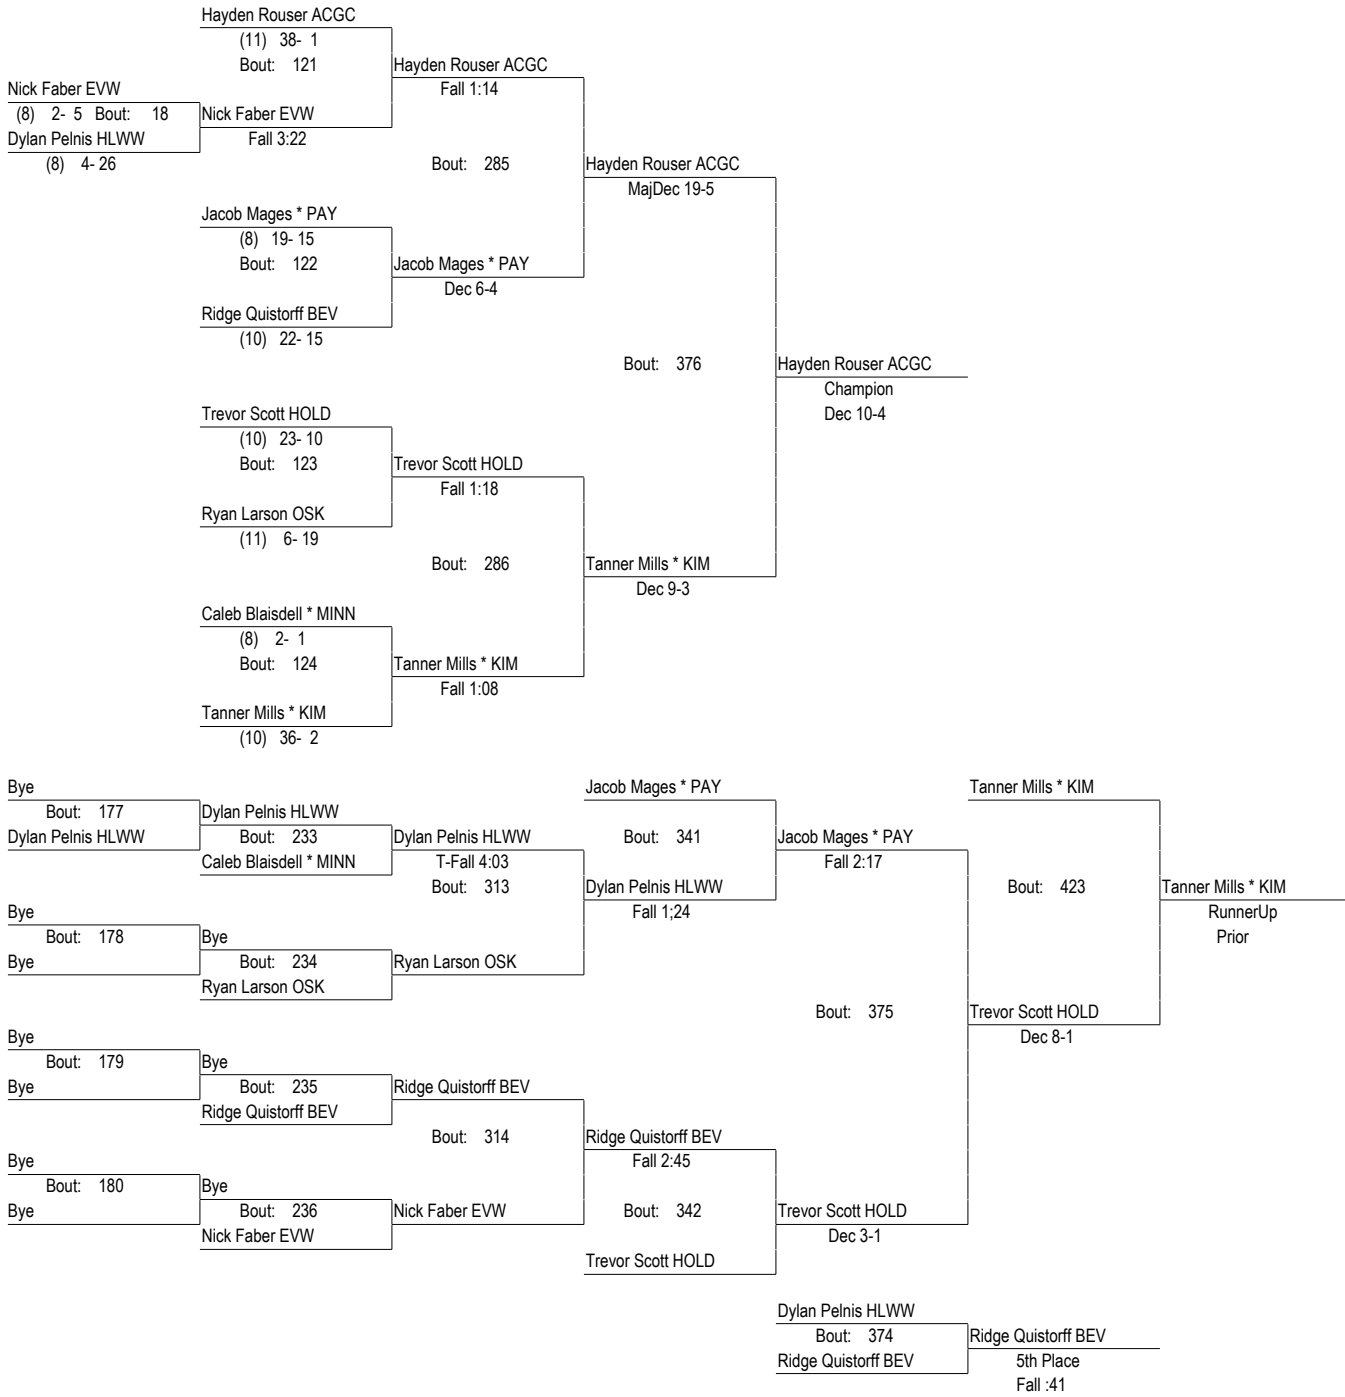 Hayden Rouser ACGC
(11) 38- 1
Bout: 121
Hayden Rouser ACGC
Fall 1:14
Nick Faber EVW
(8) 2- 5 Bout: 18
Nick Faber EVW
Dylan Pelnis HLWW
Fall 3:22
(8) 4- 26
Bout: 285
Hayden Rouser ACGC
MajDec 19-5
Jacob Mages * PAY
(8) 19- 15
Bout: 122
Jacob Mages * PAY
Dec 6-4
Ridge Quistorff BEV
(10) 22- 15
Bout: 376
Hayden Rouser ACGC
Champion
Dec 10-4
Trevor Scott HOLD
(10) 23- 10
Bout: 123
Trevor Scott HOLD
Fall 1:18
Ryan Larson OSK
(11) 6- 19
Bout: 286
Tanner Mills * KIM
Dec 9-3
Caleb Blaisdell * MINN
(8) 2- 1
Bout: 124
Tanner Mills * KIM
Fall 1:08
Tanner Mills * KIM
(10) 36- 2
Bye
Jacob Mages * PAY
Tanner Mills * KIM
Bout: 177
Dylan Pelnis HLWW
Dylan Pelnis HLWW
Bout: 233
Dylan Pelnis HLWW
Bout: 341
Jacob Mages * PAY
Caleb Blaisdell * MINN
T-Fall 4:03
Fall 2:17
Bout: 313
Dylan Pelnis HLWW
Bout: 423
Tanner Mills * KIM
Bye
Fall 1;24
RunnerUp
Bout: 178
Bye
Prior
Bye
Bout: 234
Ryan Larson OSK
Ryan Larson OSK
Bout: 375
Trevor Scott HOLD
Bye
Dec 8-1
Bout: 179
Bye
Bye
Bout: 235
Ridge Quistorff BEV
Ridge Quistorff BEV
Bout: 314
Ridge Quistorff BEV
Bye
Fall 2:45
Bout: 180
Bye
Bye
Bout: 236
Nick Faber EVW
Bout: 342
Trevor Scott HOLD
Nick Faber EVW
Dec 3-1
Trevor Scott HOLD
Dylan Pelnis HLWW
Bout: 374
Ridge Quistorff BEV
Ridge Quistorff BEV
5th Place
Fall :41